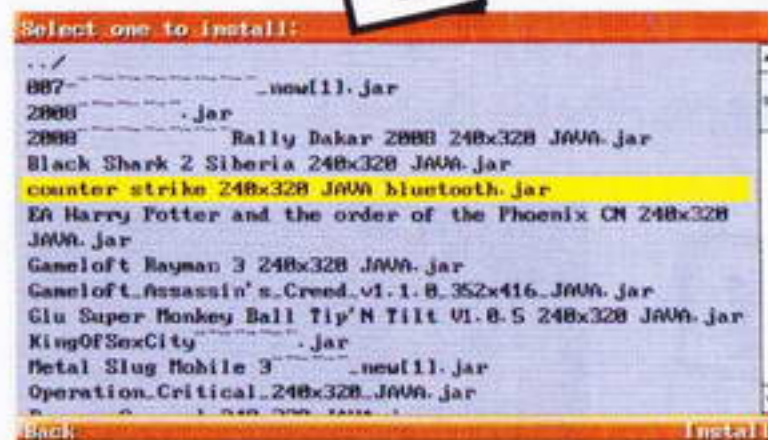 Select one to install:
../
007-_new[1].jar
2008.jar
2008 Rally Dakar 2008 240x320 JAVA.jar
Black Shark 2 Siberia 240x320 JAVA.jar
counter strike 240x320 JAVA bluetooth.jar
EA Harry Potter and the order of the Phoenix CN 240x320
JAVA.jar
Gameloft Rayman 3 240x320 JAVA.jar
Gameloft_Assassin's_Creed_v1.1.0_352x416_JAVA.jar
Glu Super Monkey Ball Tip'N Tilt V1.0.5 240x320 JAVA.jar
KingOfSexCity.jar
Metal Slug Mobile 3_new[1].jar
Operation_Critical_240x320_JAVA.jar
Back Install